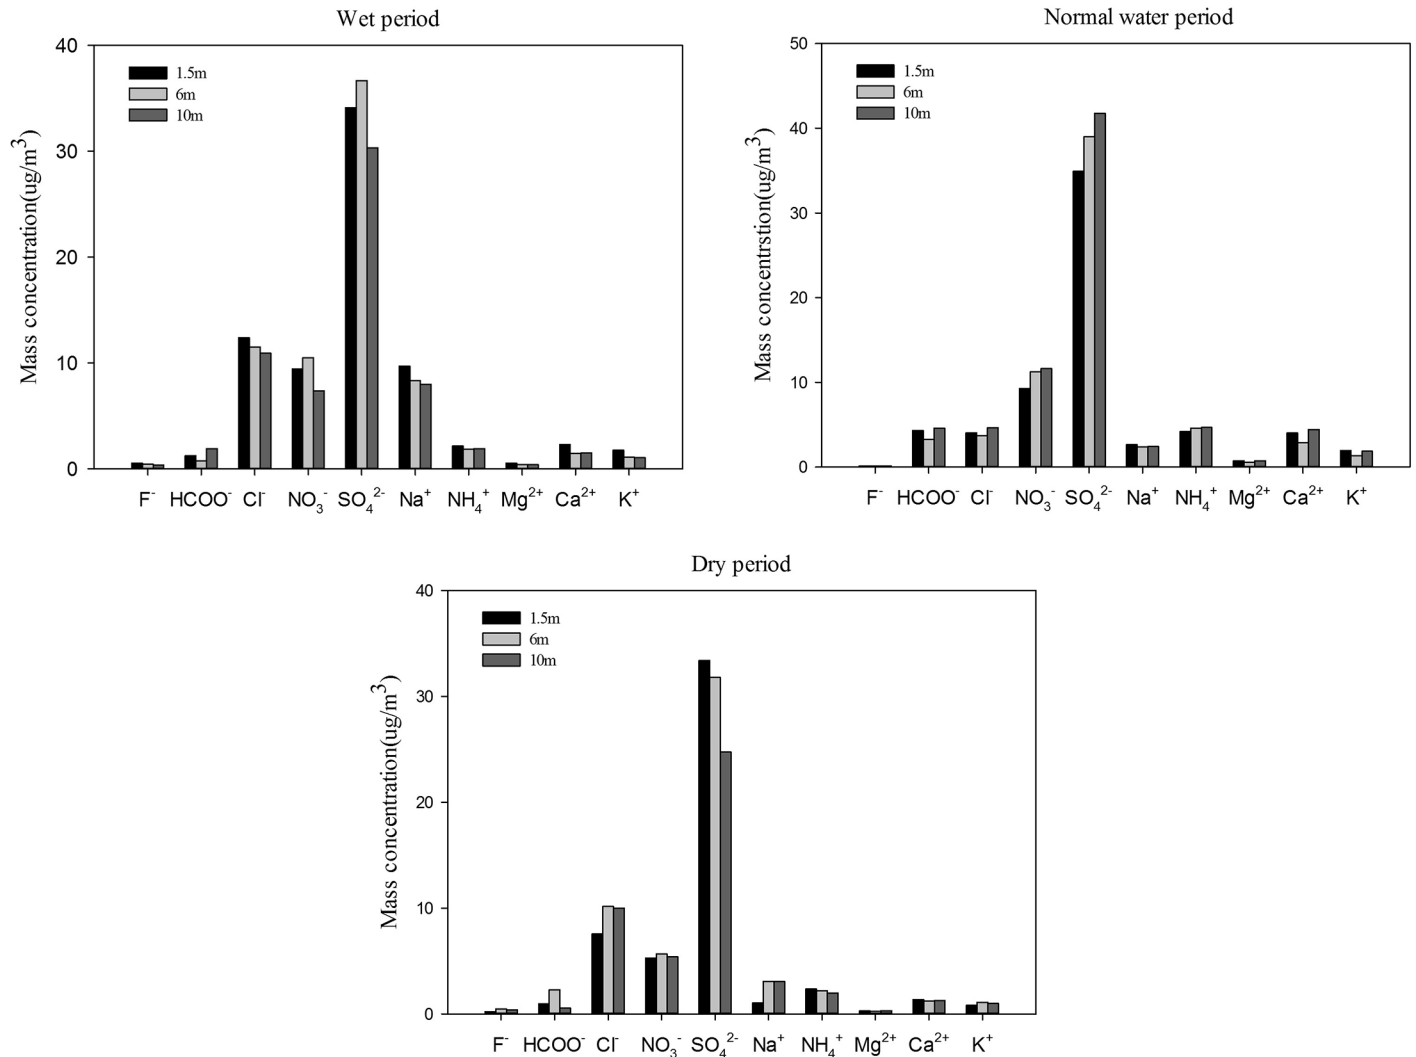 Wet period
40
30
20
10
0
Mass concentration(ug/m³)
1.5m
6m
10m
F⁻ HCOO⁻ Cl⁻ NO₃⁻ SO₄²⁻ Na⁺ NH₄⁺ Mg²⁺ Ca²⁺ K⁺
Normal water period
50
40
30
20
10
0
Mass concentrstion(ug/m³)
1.5m
6m
10m
F⁻ HCOO⁻ Cl⁻ NO₃⁻ SO₄²⁻ Na⁺ NH₄⁺ Mg²⁺ Ca²⁺ K⁺
Dry period
40
30
20
10
0
Mass concentration(ug/m³)
1.5m
6m
10m
F⁻ HCOO⁻ Cl⁻ NO₃⁻ SO₄²⁻ Na⁺ NH₄⁺ Mg²⁺ Ca²⁺ K⁺